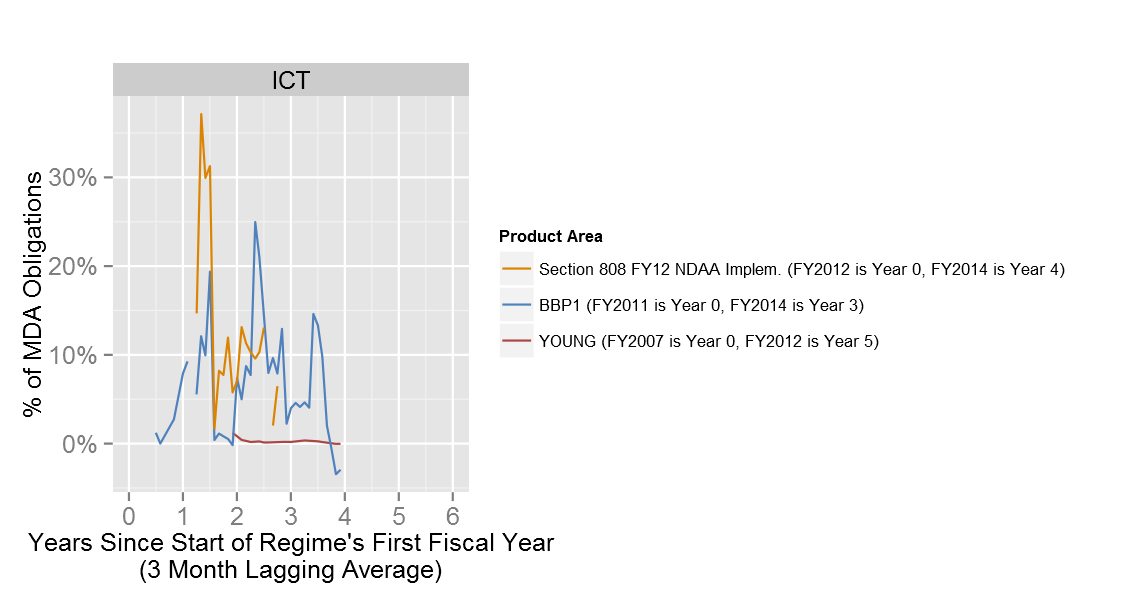 ICT
% of MDA Obligations
30%
20%
10%
0%
0 1 2 3 4 5 6
Years Since Start of Regime's First Fiscal Year
(3 Month Lagging Average)
Product Area
Section 808 FY12 NDAA Implem. (FY2012 is Year 0, FY2014 is Year 4)
BBP1 (FY2011 is Year 0, FY2014 is Year 3)
YOUNG (FY2007 is Year 0, FY2012 is Year 5)